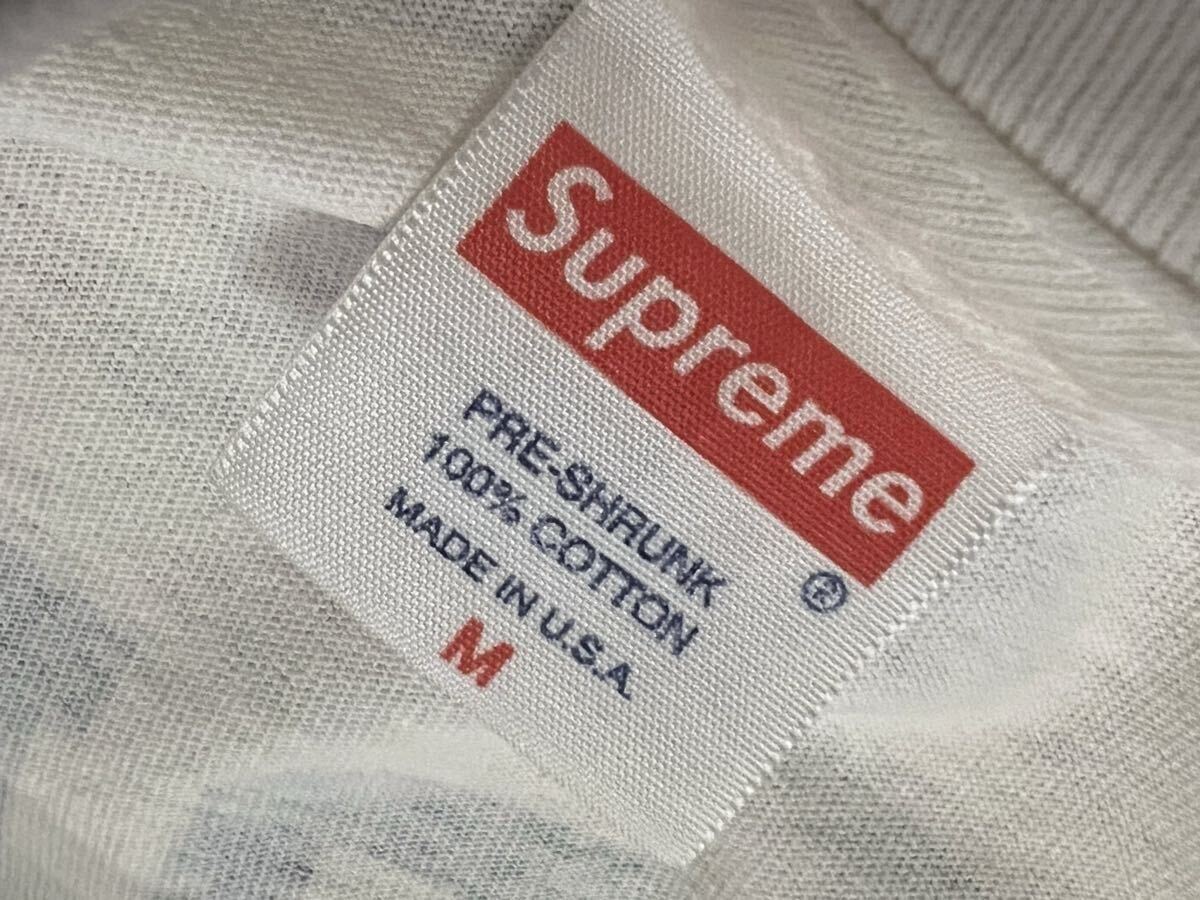 Supreme
®
PRE-SHRUNK
100% COTTON
MADE IN U.S.A.
M